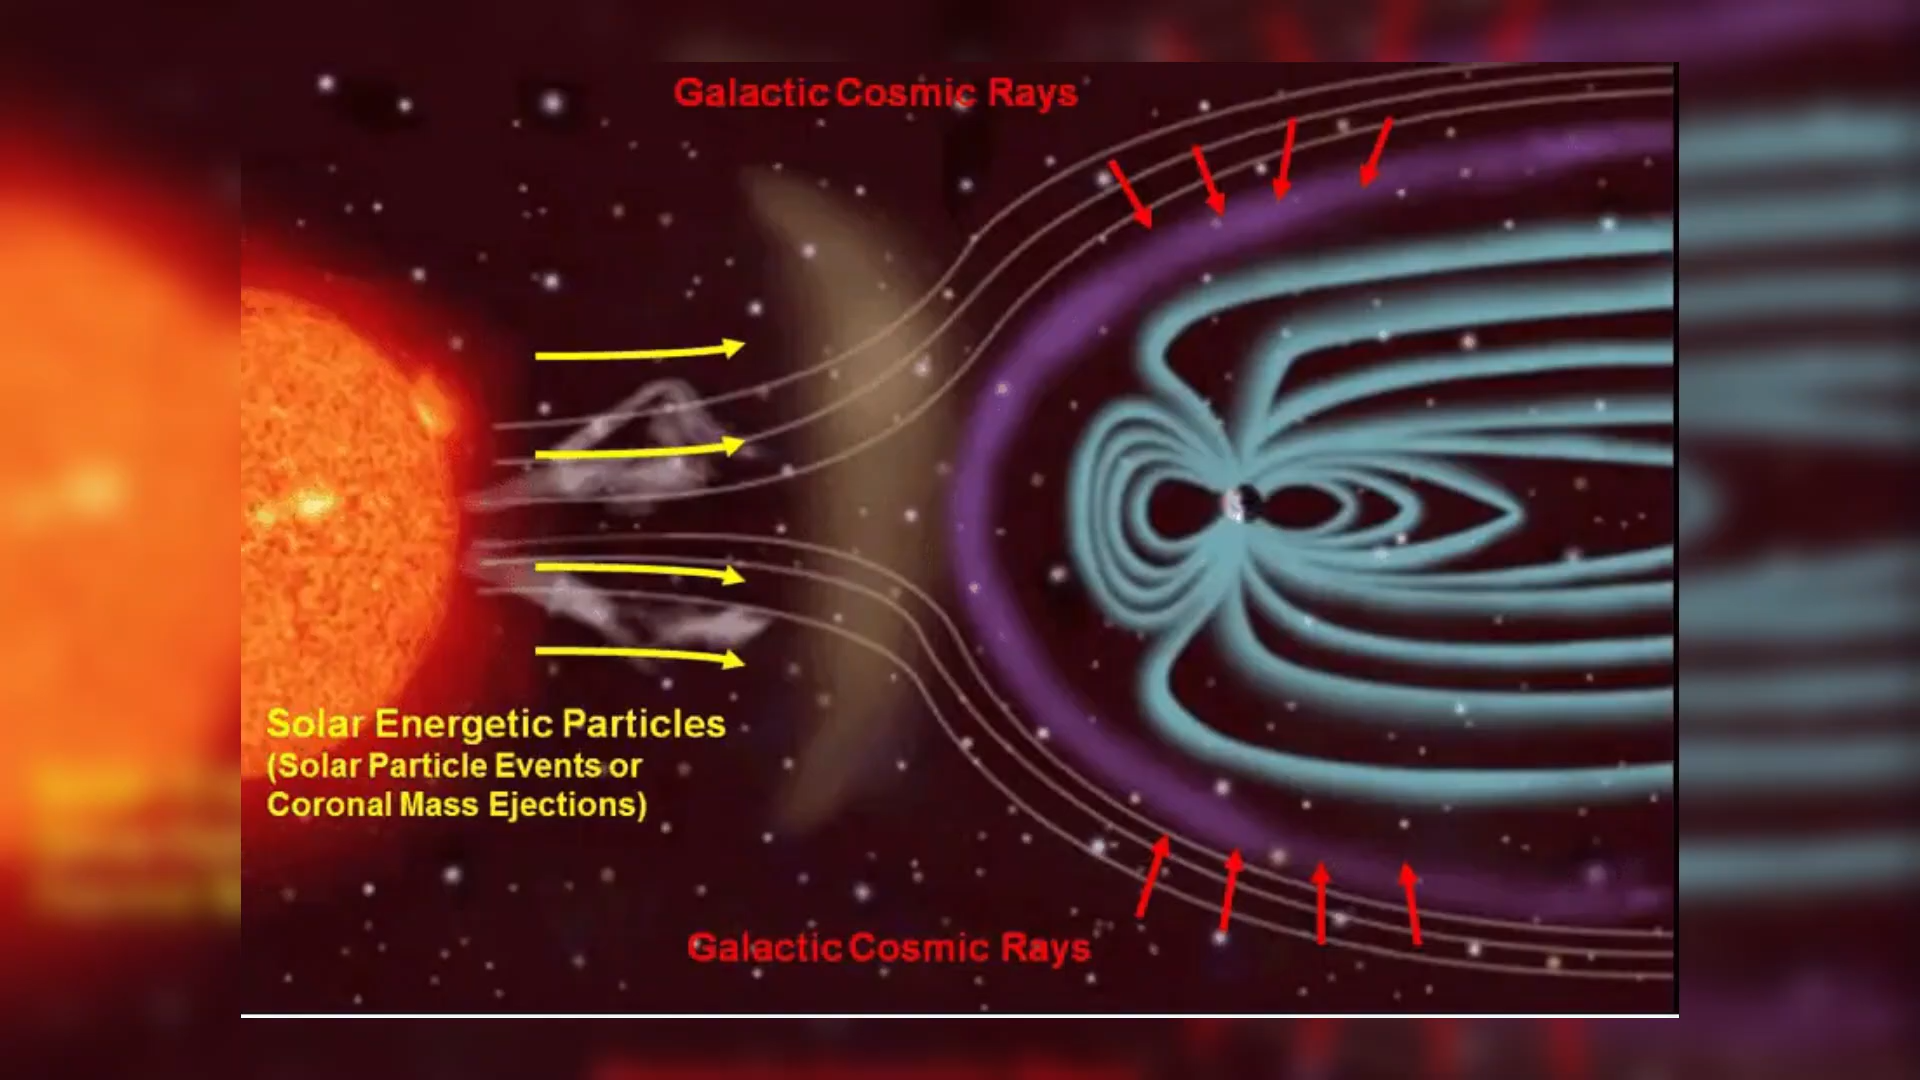 Galactic Cosmic Rays
Solar Energetic Particles
(Solar Particle Events or
Coronal Mass Ejections)
Galactic Cosmic Rays